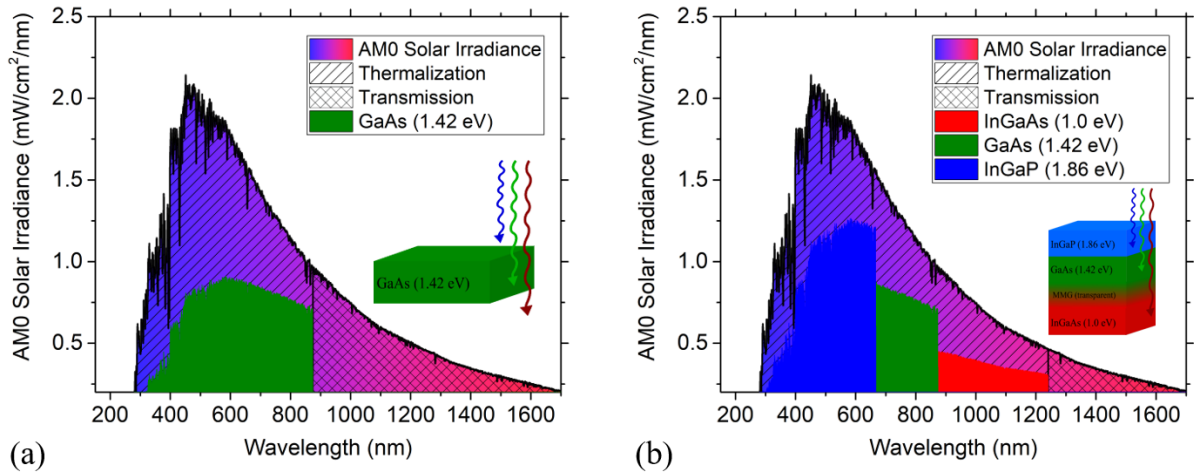 2.5
2.0
1.5
1.0
0.5
AM0 Solar Irradiance (mW/cm²/nm)
AM0 Solar Irradiance
Thermalization
Transmission
GaAs (1.42 eV)
GaAs (1.42 eV)
200 400 600 800 1000 1200 1400 1600
Wavelength (nm)
(a)
2.5
2.0
1.5
1.0
0.5
AM0 Solar Irradiance (mW/cm²/nm)
AM0 Solar Irradiance
Thermalization
Transmission
InGaAs (1.0 eV)
GaAs (1.42 eV)
InGaP (1.86 eV)
InGaP (1.86 eV)
GaAs (1.42 eV)
MMG (transparent)
InGaAs (1.0 eV)
200 400 600 800 1000 1200 1400 1600
Wavelength (nm)
(b)